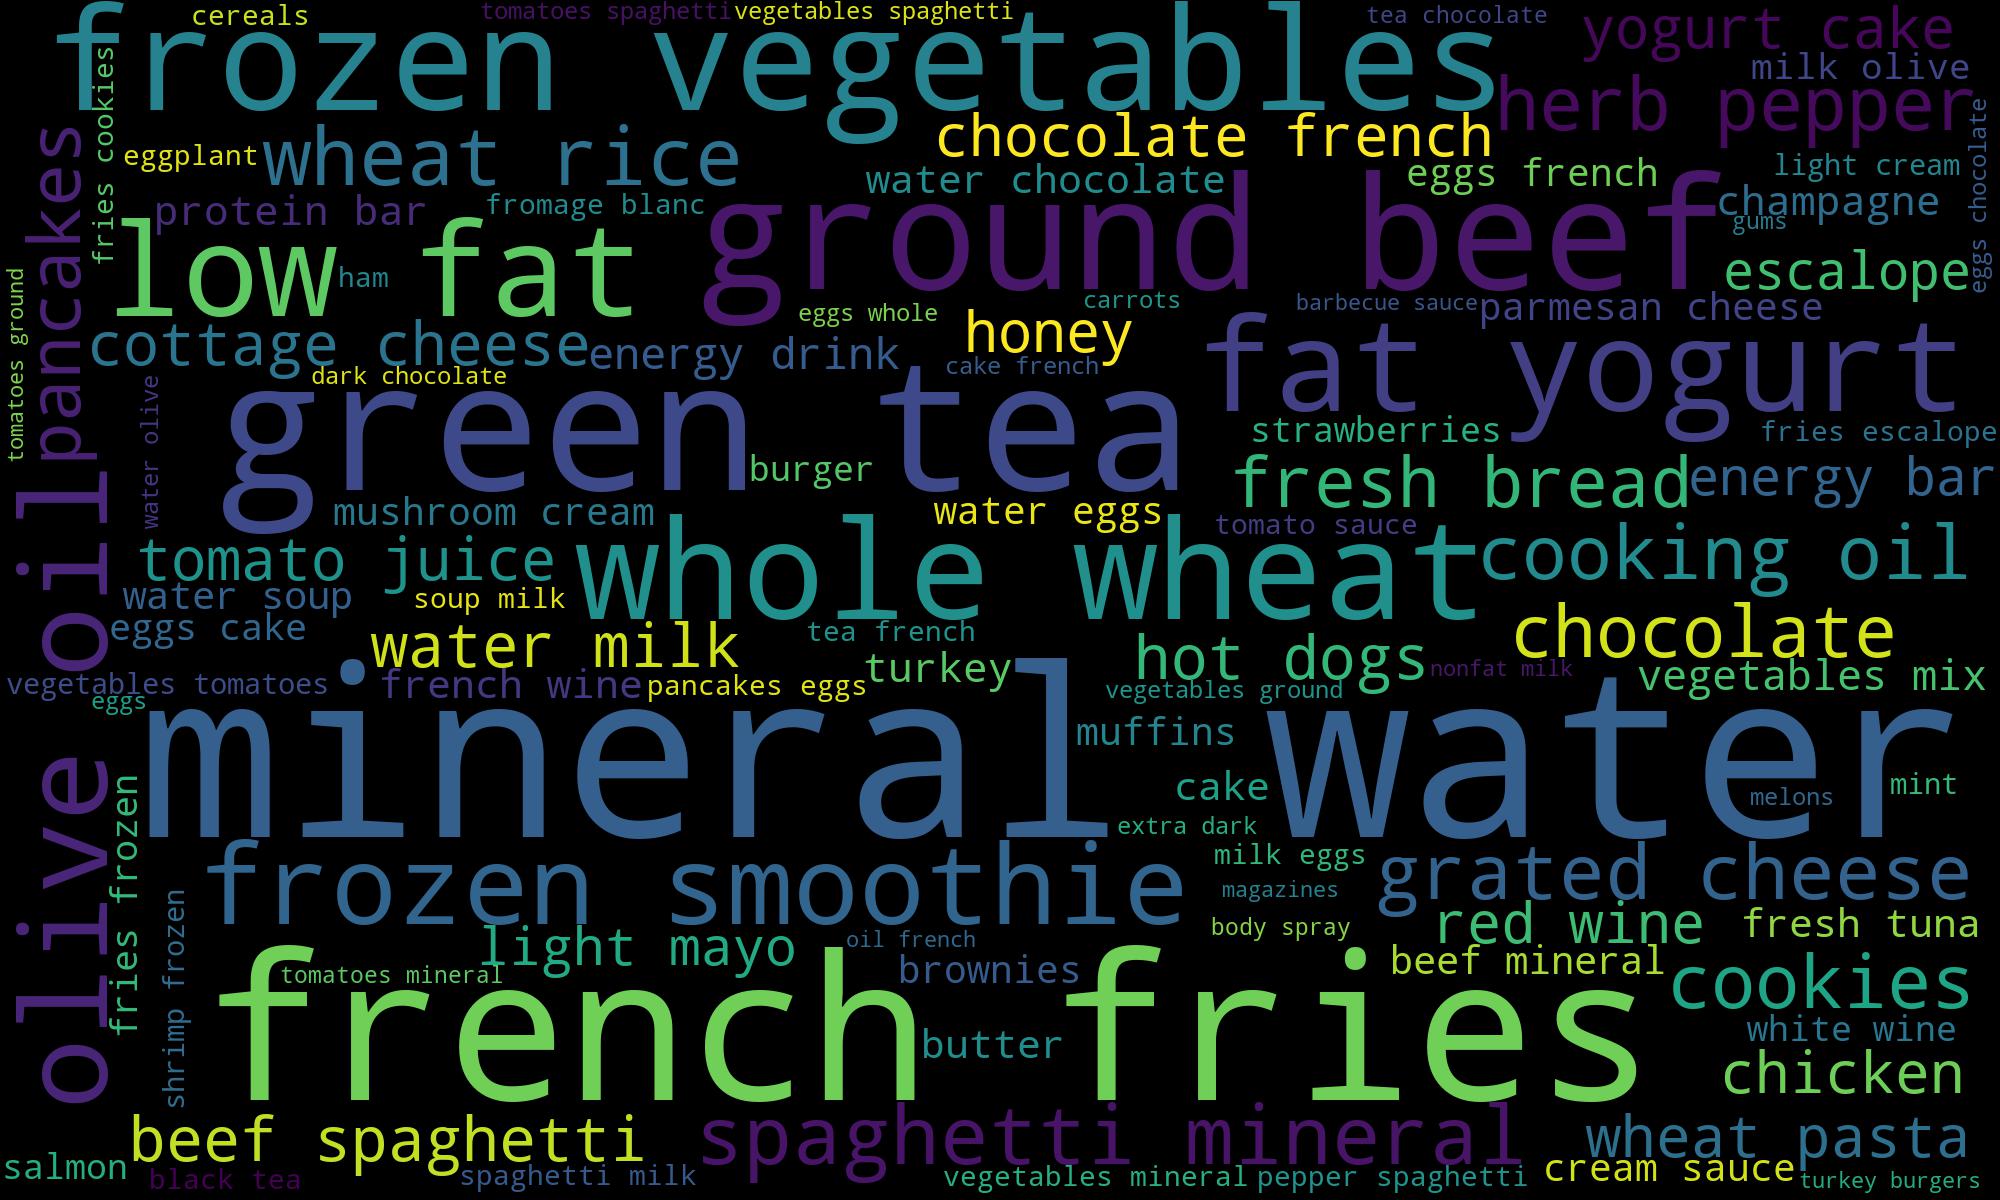 cereals
tomatoes spaghetti
vegetables spaghetti
tea chocolate
yogurt cake
frozen vegetables
milk olive
herb pepper
fries cookies
eggplant
wheat rice
chocolate french
water chocolate
eggs french
light cream
eggs chocolate
pancakes
protein bar
fromage blanc
ground beef
champagne
gums
low fat
ham
escalope
tomatoes ground
eggs whole
carrots
barbecue sauce
parmesan cheese
honey
cottage cheese
energy drink
cake french
fat yogurt
dark chocolate
water olive
green tea
strawberries
fries escalope
burger
fresh bread
energy bar
mushroom cream
water eggs
tomato sauce
olive oil
tomato juice
whole wheat
cooking oil
water soup
soup milk
eggs cake
tea french
chocolate
water milk
hot dogs
turkey
nonfat milk
vegetables mix
vegetables tomatoes
french wine
pancakes eggs
vegetables ground
eggs
mineral water
muffins
cake
mint
melons
extra dark
fries frozen
frozen smoothie
milk eggs
grated cheese
magazines
shrimp frozen
body spray
red wine
fresh tuna
light mayo
oil french
brownies
beef mineral
tomatoes mineral
cookies
french fries
butter
white wine
chicken
beef spaghetti
spaghetti mineral
wheat pasta
salmon
black tea
spaghetti milk
vegetables mineral
pepper spaghetti
cream sauce
turkey burgers